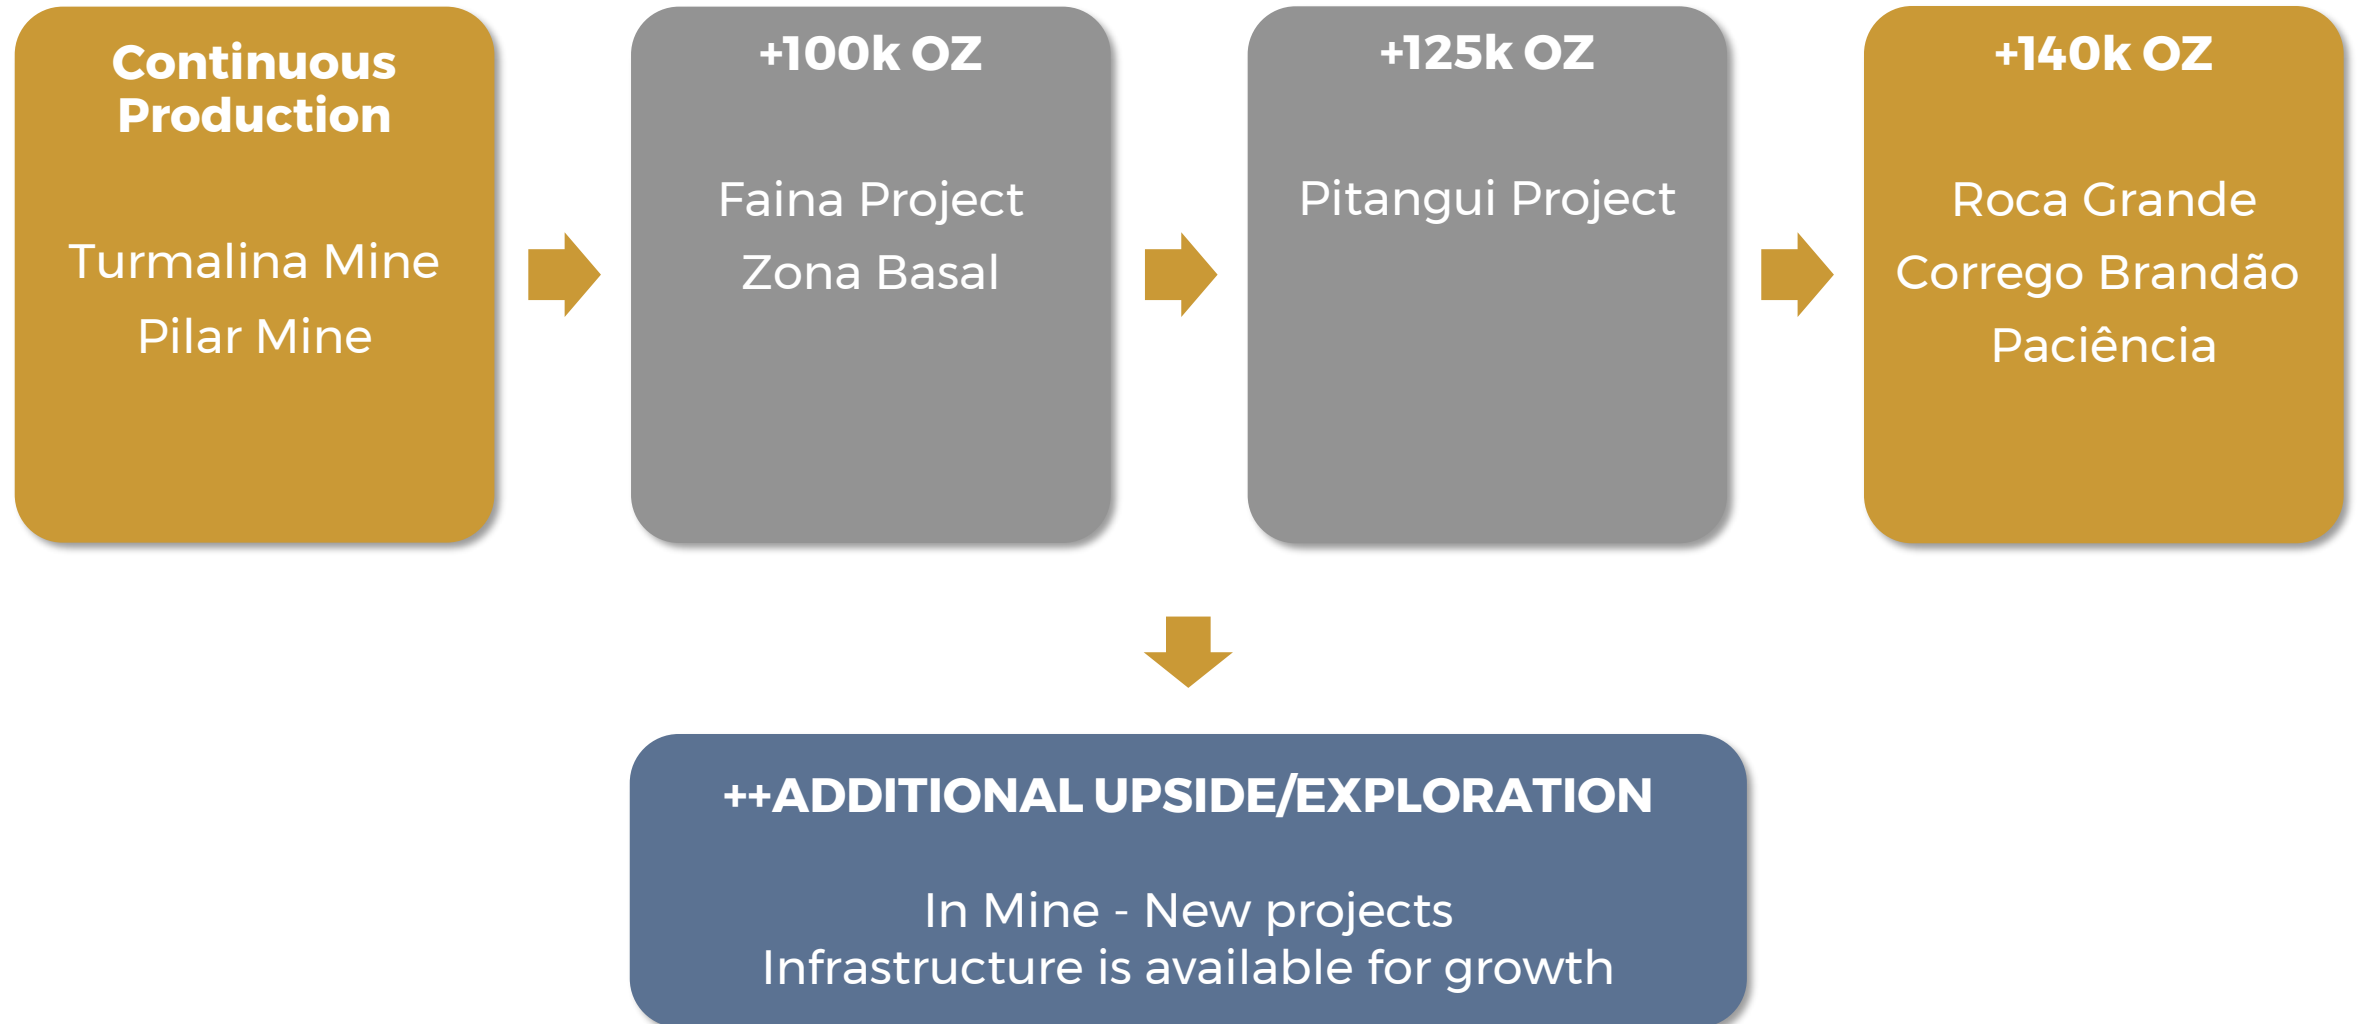 Continuous
Production
Turmalina Mine
Pilar Mine
+100k OZ
Faina Project
Zona Basal
+125k OZ
Pitangui Project
+140k OZ
Roca Grande
Corrego Brandão
Paciência
++ADDITIONAL UPSIDE/EXPLORATION
In Mine - New projects
Infrastructure is available for growth